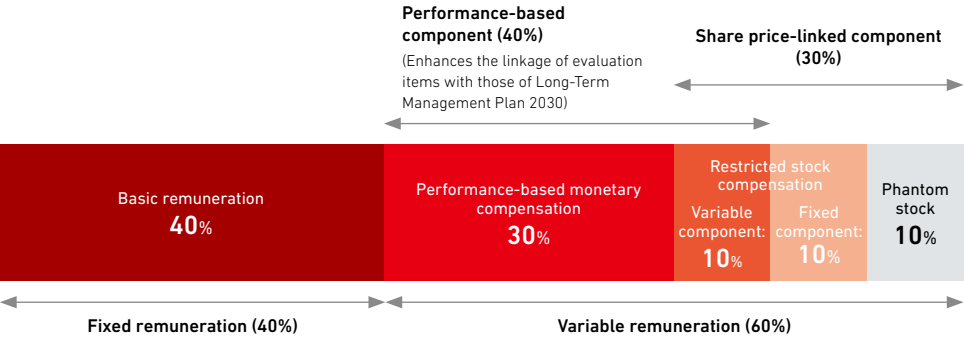 Performance-based
component (40%)
(Enhances the linkage of evaluation
items with those of Long-Term
Management Plan 2030)
Share price-linked component
(30%)
Basic remuneration
40%
Performance-based monetary
compensation
30%
Restricted stock
compensation
Variable
component:
10%
Fixed
component:
10%
Phantom
stock
10%
Fixed remuneration (40%)
Variable remuneration (60%)